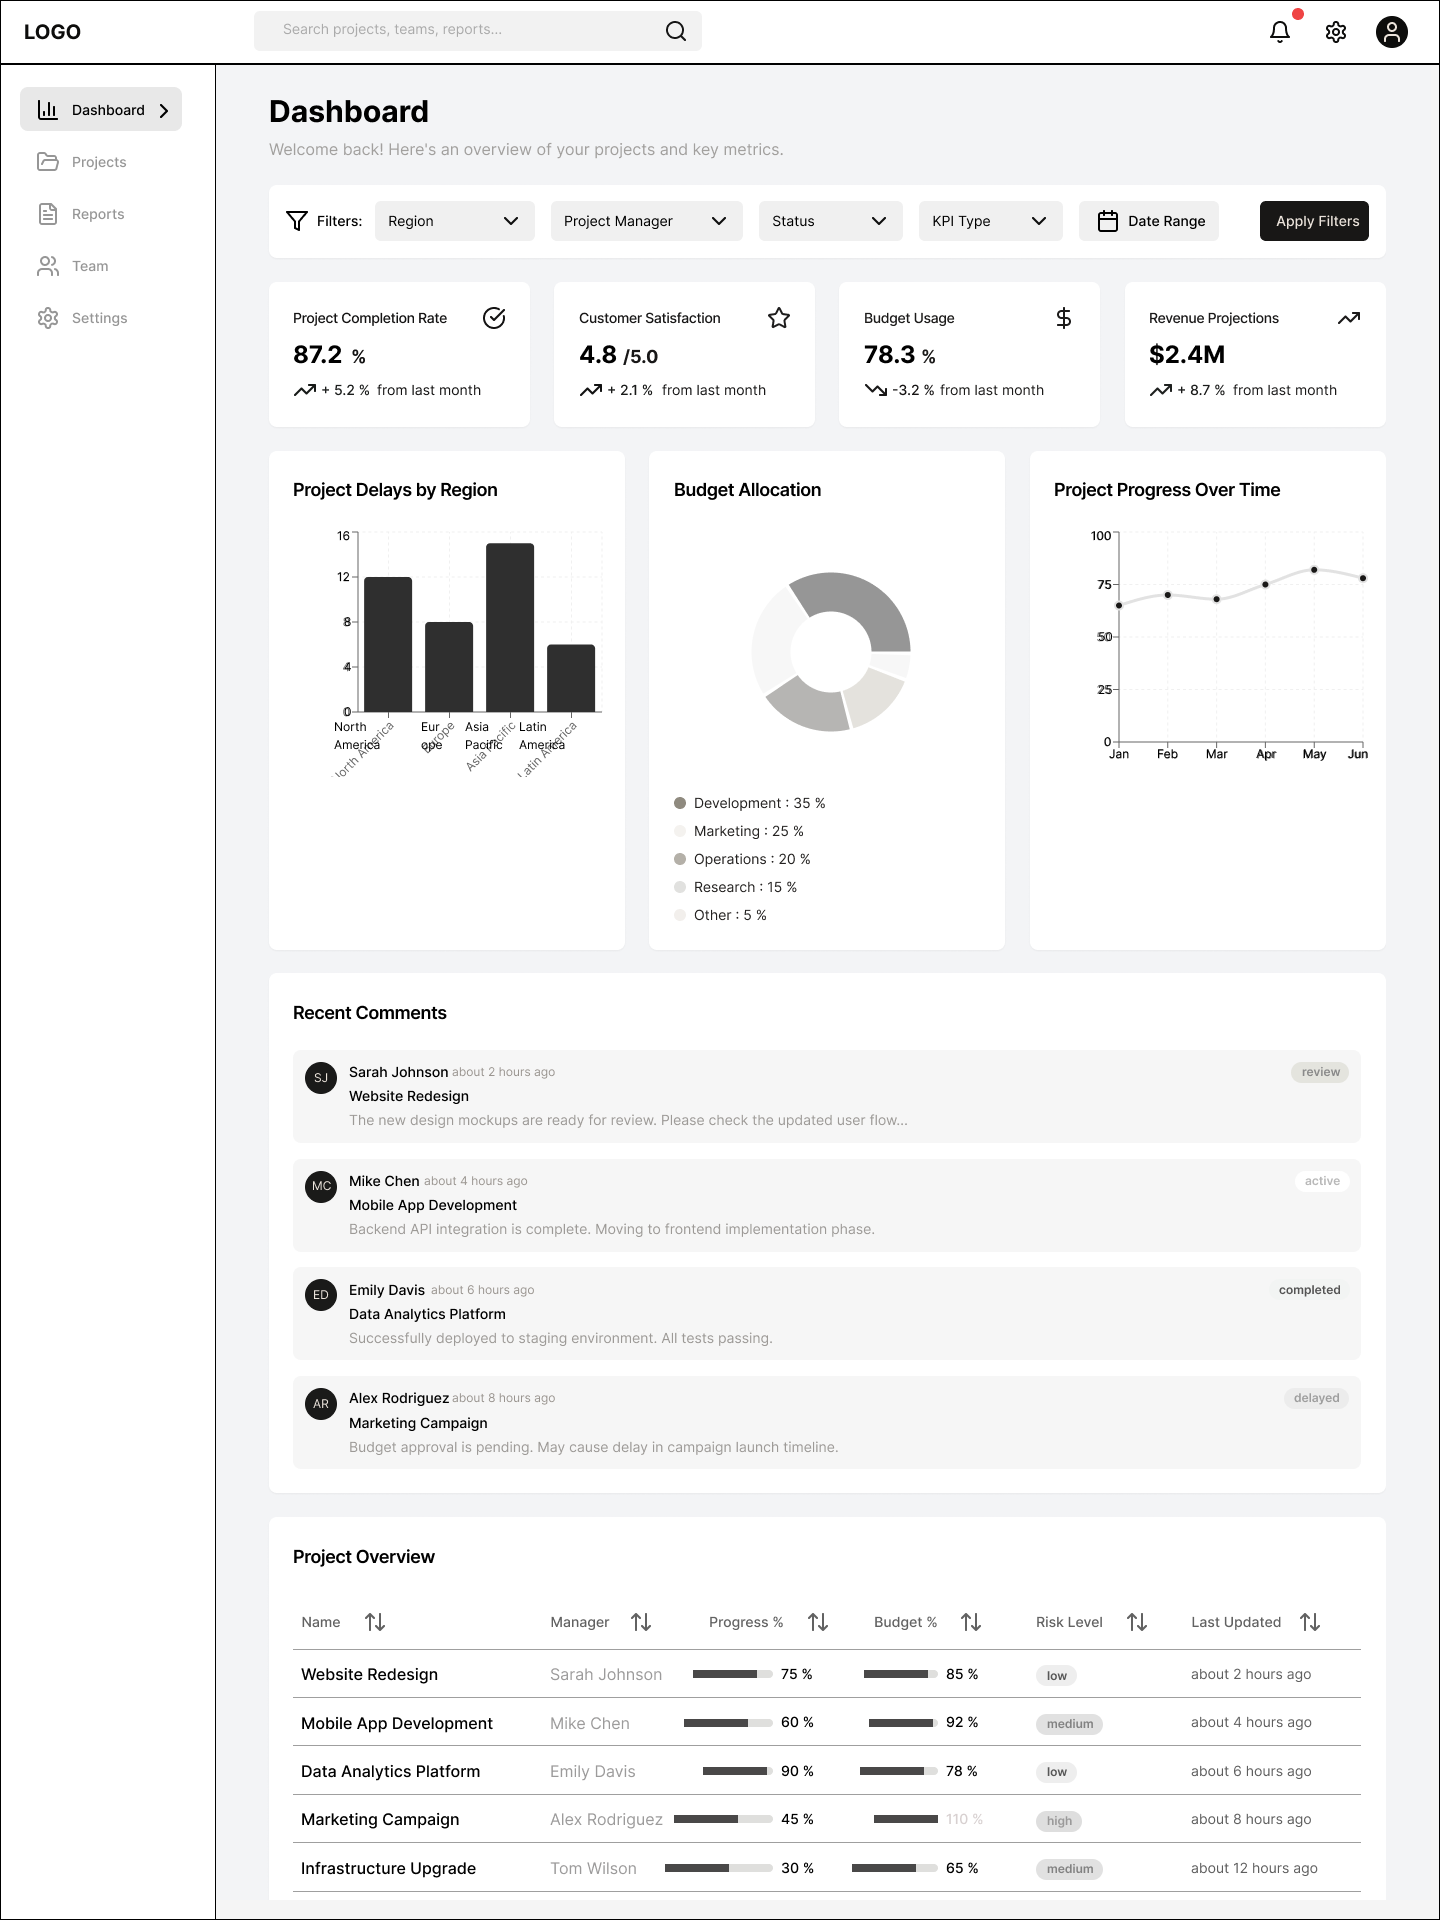 LOGO
Search projects, teams, reports...
Dashboard
Projects
Reports
Team
Settings
Dashboard
Welcome back! Here's an overview of your projects and key metrics.
Filters: Region Project Manager Status KPI Type Date Range Apply Filters
Project Completion Rate
87.2 %
+ 5.2 % from last month
Customer Satisfaction
4.8 /5.0
+ 2.1 % from last month
Budget Usage
78.3 %
-3.2 % from last month
Revenue Projections
$2.4M
+ 8.7 % from last month
Project Delays by Region
16
12
8
4
0
North America
Europe
Asia Pacific
Latin America
North America Europe Asia Pacific Latin America
Budget Allocation
Development : 35 %
Marketing : 25 %
Operations : 20 %
Research : 15 %
Other : 5 %
Project Progress Over Time
100
75
50
25
0
Jan Feb Mar Apr May Jun
Recent Comments
SJ Sarah Johnson about 2 hours ago review
Website Redesign
The new design mockups are ready for review. Please check the updated user flow...
MC Mike Chen about 4 hours ago active
Mobile App Development
Backend API integration is complete. Moving to frontend implementation phase.
ED Emily Davis about 6 hours ago completed
Data Analytics Platform
Successfully deployed to staging environment. All tests passing.
AR Alex Rodriguez about 8 hours ago delayed
Marketing Campaign
Budget approval is pending. May cause delay in campaign launch timeline.
Project Overview
Name Manager Progress % Budget % Risk Level Last Updated
Website Redesign Sarah Johnson 75 % 85 % low about 2 hours ago
Mobile App Development Mike Chen 60 % 92 % medium about 4 hours ago
Data Analytics Platform Emily Davis 90 % 78 % low about 6 hours ago
Marketing Campaign Alex Rodriguez 45 % 110 % high about 8 hours ago
Infrastructure Upgrade Tom Wilson 30 % 65 % medium about 12 hours ago